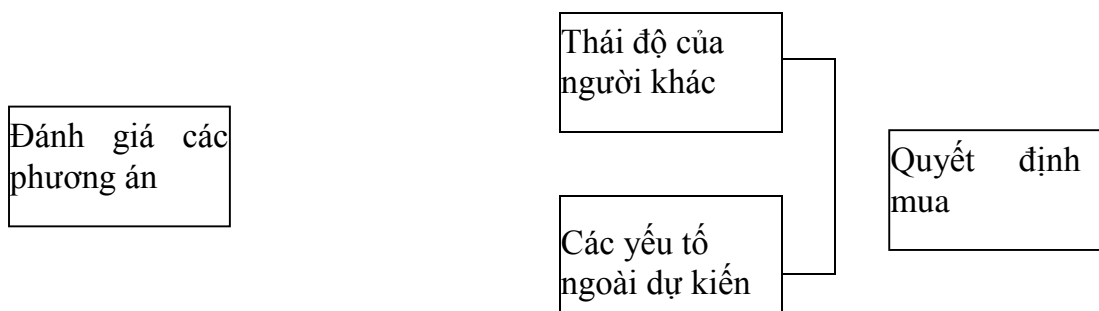 Thái độ của
người khác
Đánh giá các
phương án
Quyết định
mua
Các yếu tố
ngoài dự kiến